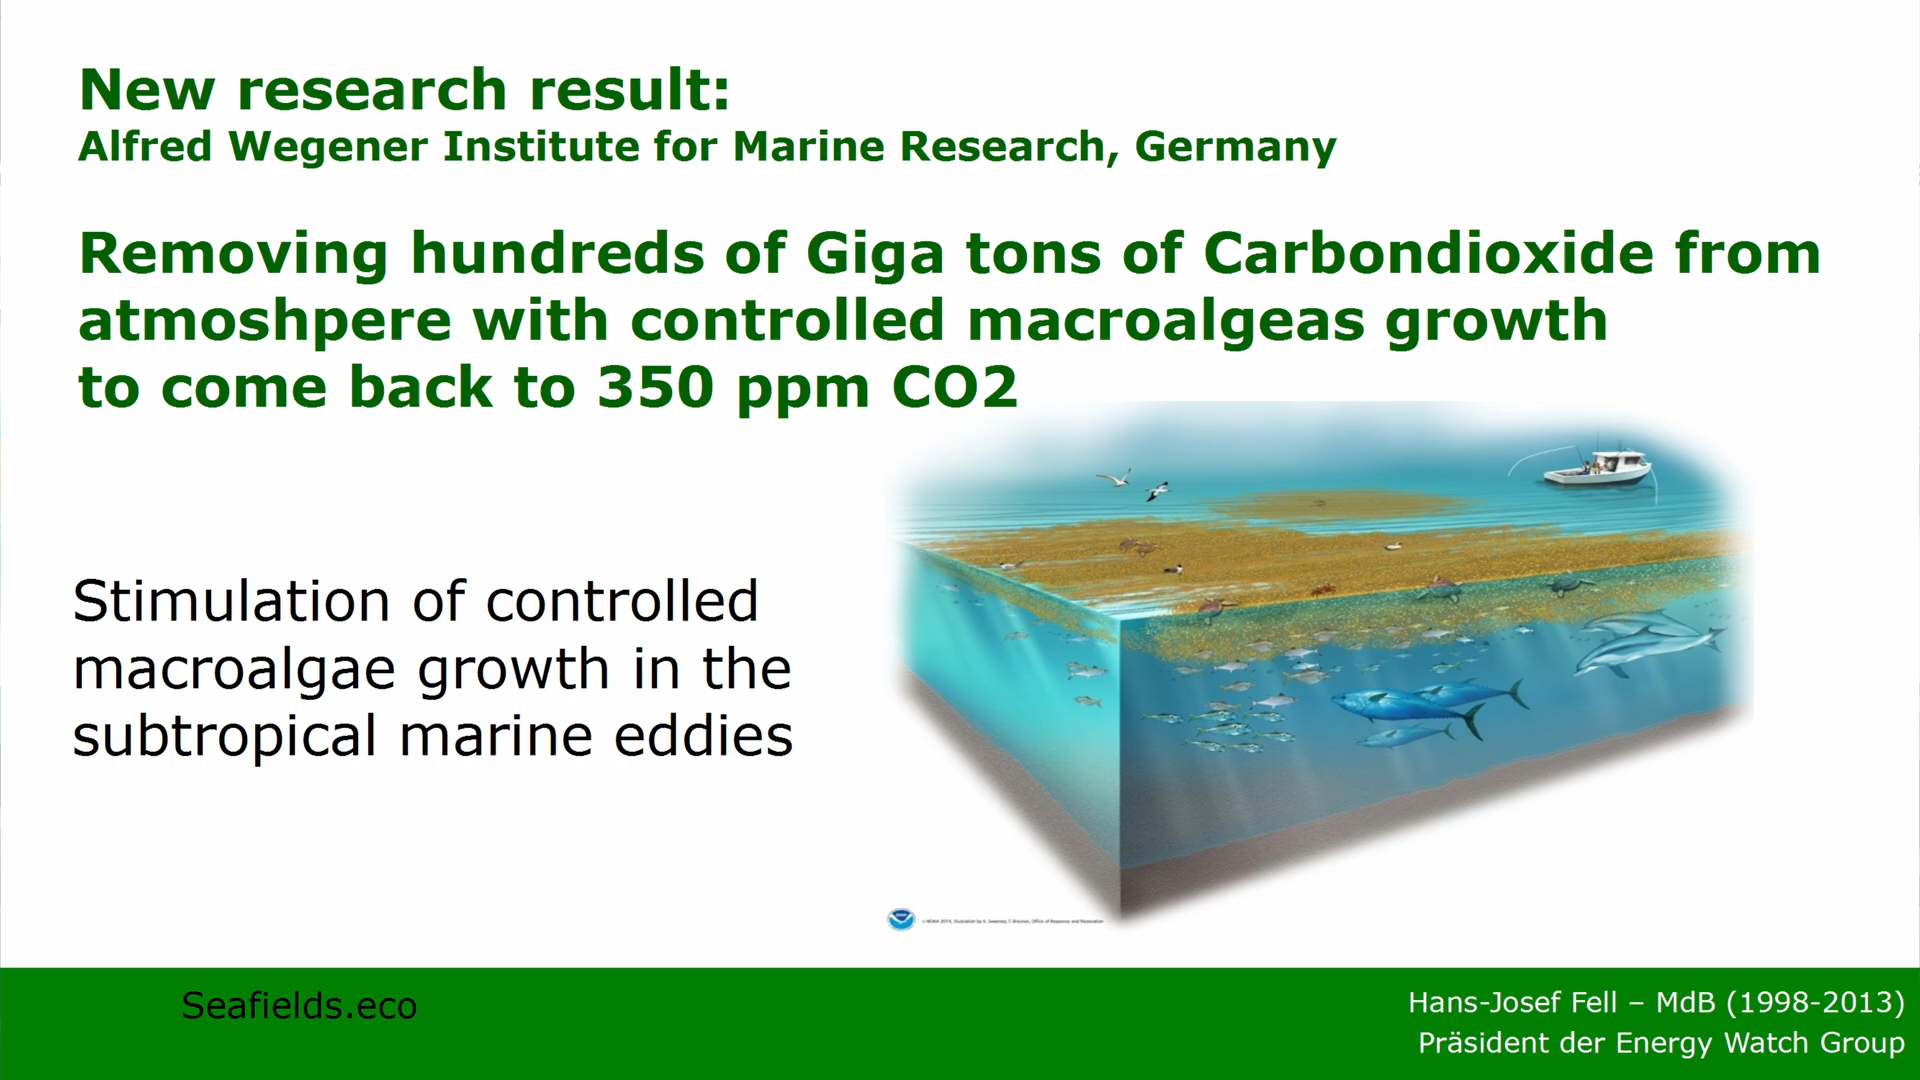 New research result:
Alfred Wegener Institute for Marine Research, Germany
Removing hundreds of Giga tons of Carbondioxide from
atmoshpere with controlled macroalgeas growth
to come back to 350 ppm CO2
Stimulation of controlled
macroalgae growth in the
subtropical marine eddies
Seafields.eco
Hans-Josef Fell – MdB (1998-2013)
Präsident der Energy Watch Group